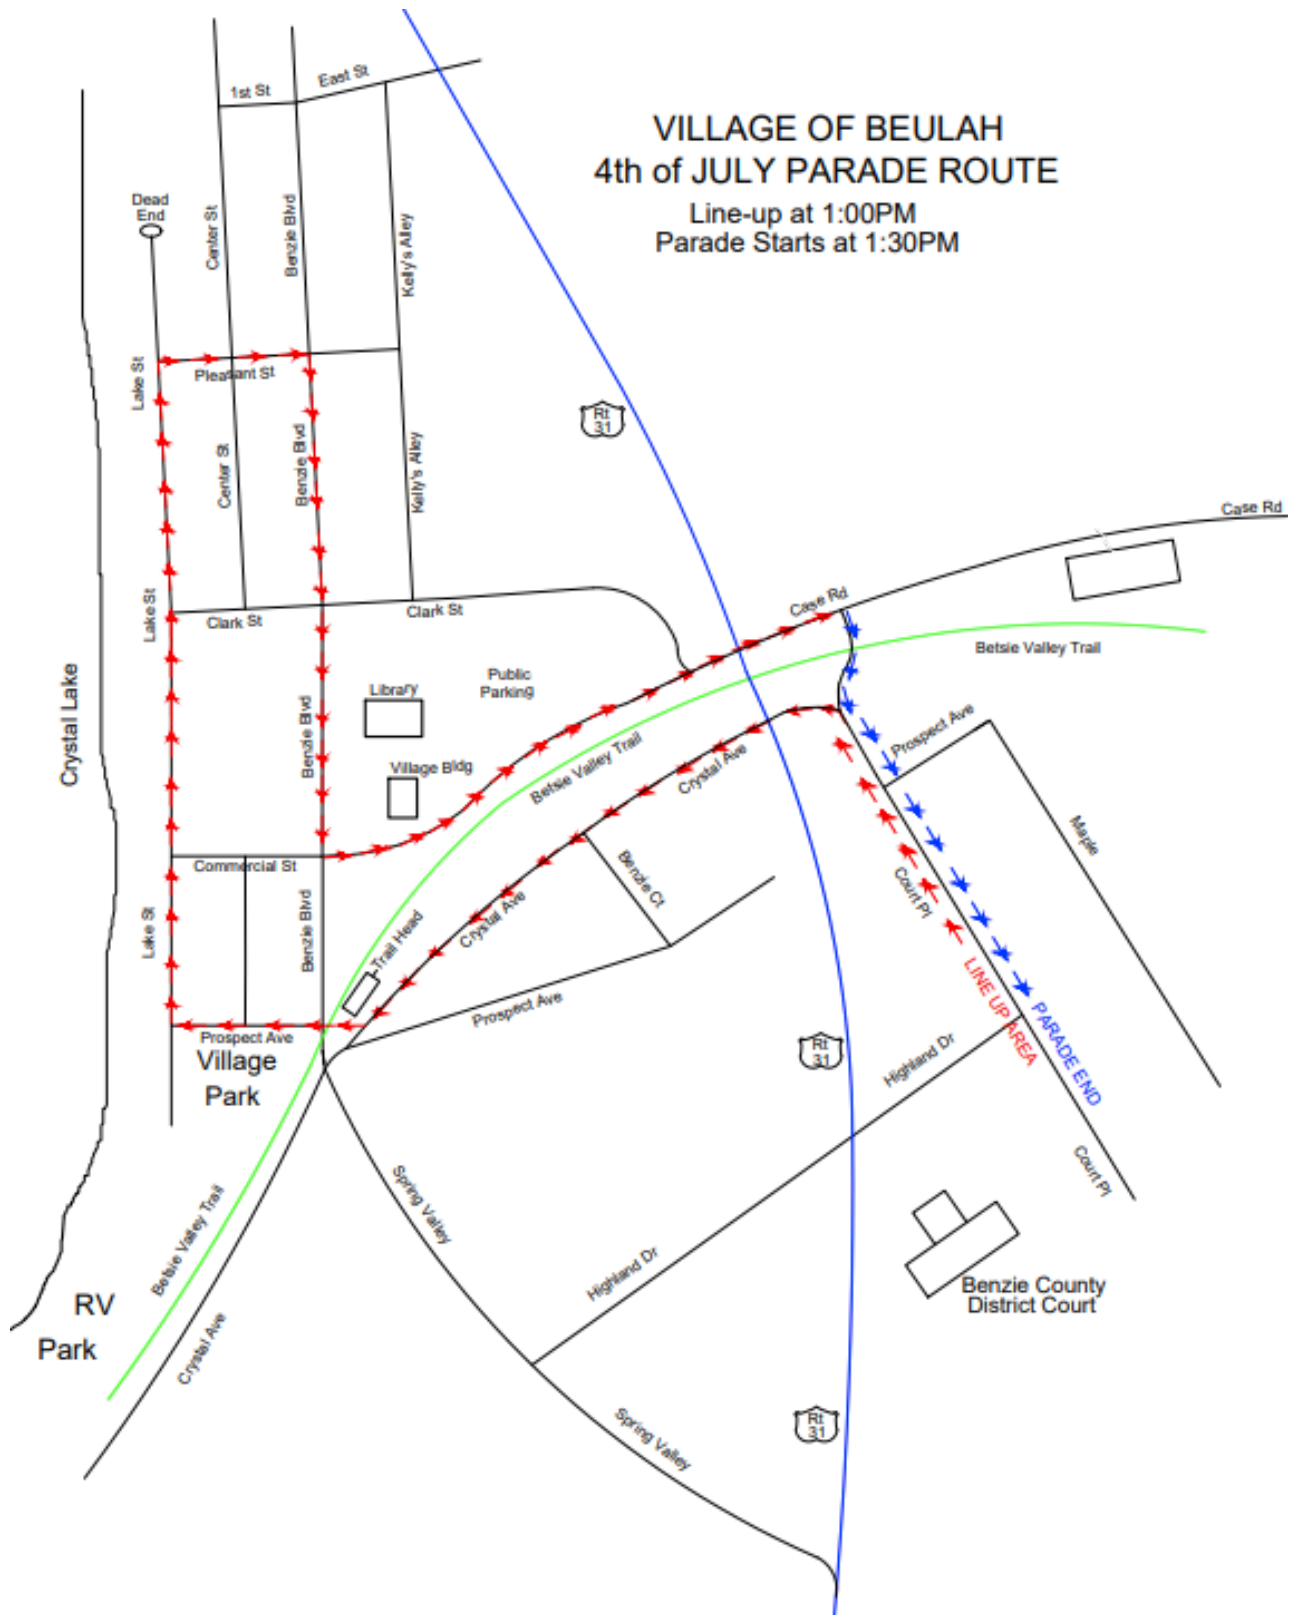 VILLAGE OF BEULAH
4th of JULY PARADE ROUTE
Line-up at 1:00PM
Parade Starts at 1:30PM
1st St
East St
Dead
End
Center St
Benzie Blvd
Kelly's Alley
Lake St
Pleasant St
Rt
31
Center St
Benzie Blvd
Kelly's Alley
Case Rd
Case Rd
Lake St
Clark St
Clark St
Betsie Valley Trail
Crystal Lake
Public
Parking
Library
Benzie Blvd
Village Bldg
Betsie Valley Trail
Crystal Ave
Prospect Ave
Maple
Commercial St
Benzie Ct
Court Pl
Lake St
Benzie Blvd
Trail Head
Crystal Ave
LINE UP AREA
PARADE END
Prospect Ave
Prospect Ave
Village
Park
Rt
31
Highland Dr
Court Pl
Spring Valley
Betsie Valley Trail
Highland Dr
Benzie County
District Court
RV
Park
Crystal Ave
Rt
31
Spring Valley